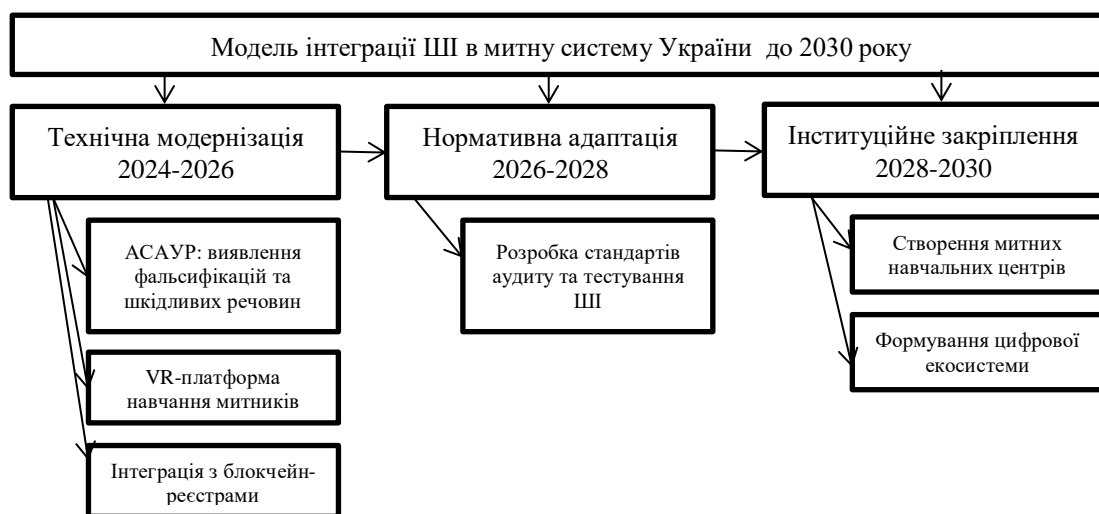 Модель інтеграції ШІ в митну систему України до 2030 року
Технічна модернізація
2024-2026
Нормативна адаптація
2026-2028
Інституційне закріплення
2028-2030
АСАУР: виявлення
фальсифікацій та
шкідливих речовин
VR-платформа
навчання митників
Інтеграція з блокчейн-
реєстрами
Розробка стандартів
аудиту та тестування
ШІ
Створення митних
навчальних центрів
Формування цифрової
екосистеми